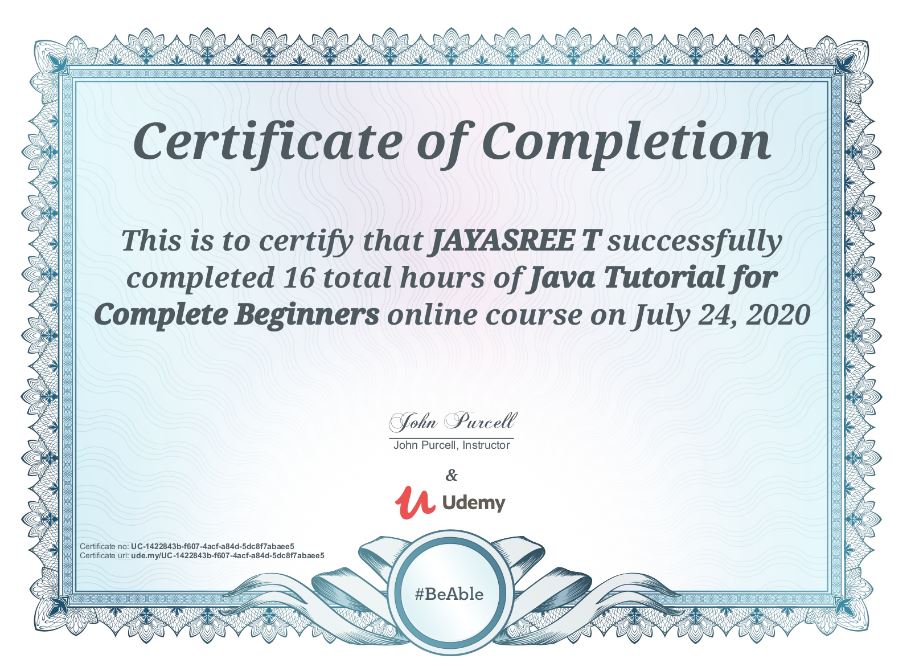 Certificate of Completion
This is to certify that JAYASREE T successfully
completed 16 total hours of Java Tutorial for
Complete Beginners online course on July 24, 2020
John Purcell
John Purcell, Instructor
&
Udemy
Certificate no: UC-1422843b-f607-4acf-a84d-5dc8f7abaee5
Certificate url: ude.my/UC-1422843b-f607-4acf-a84d-5dc8f7abaee5
#BeAble